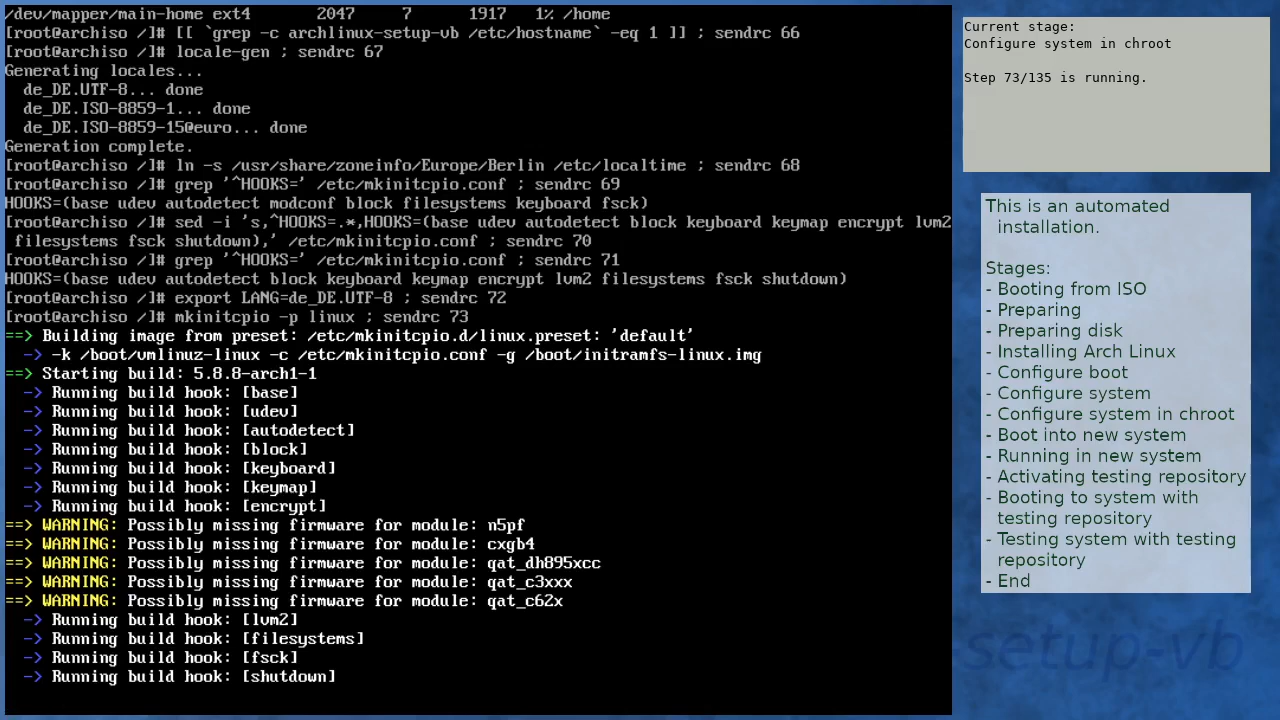 /dev/mapper/main-home ext4       2047     7      1917   1% /home
[root@archiso /]# [[ `grep -c archlinux-setup-vb /etc/hostname` -eq 1 ]] ; sendrc 66
[root@archiso /]# locale-gen ; sendrc 67
Generating locales...
  de_DE.UTF-8... done
  de_DE.ISO-8859-1... done
  de_DE.ISO-8859-15@euro... done
Generation complete.
[root@archiso /]# ln -s /usr/share/zoneinfo/Europe/Berlin /etc/localtime ; sendrc 68
[root@archiso /]# grep '^HOOKS=' /etc/mkinitcpio.conf ; sendrc 69
HOOKS=(base udev autodetect modconf block filesystems keyboard fsck)
[root@archiso /]# sed -i 's,^HOOKS=.*,HOOKS=(base udev autodetect block keyboard keymap encrypt lvm2
 filesystems fsck shutdown),' /etc/mkinitcpio.conf ; sendrc 70
[root@archiso /]# grep '^HOOKS=' /etc/mkinitcpio.conf ; sendrc 71
HOOKS=(base udev autodetect block keyboard keymap encrypt lvm2 filesystems fsck shutdown)
[root@archiso /]# export LANG=de_DE.UTF-8 ; sendrc 72
[root@archiso /]# mkinitcpio -p linux ; sendrc 73
==> Building image from preset: /etc/mkinitcpio.d/linux.preset: 'default'
  -> -k /boot/vmlinuz-linux -c /etc/mkinitcpio.conf -g /boot/initramfs-linux.img
==> Starting build: 5.8.8-arch1-1
  -> Running build hook: [base]
  -> Running build hook: [udev]
  -> Running build hook: [autodetect]
  -> Running build hook: [block]
  -> Running build hook: [keyboard]
  -> Running build hook: [keymap]
  -> Running build hook: [encrypt]
==> WARNING: Possibly missing firmware for module: n5pf
==> WARNING: Possibly missing firmware for module: cxgb4
==> WARNING: Possibly missing firmware for module: qat_dh895xcc
==> WARNING: Possibly missing firmware for module: qat_c3xxx
==> WARNING: Possibly missing firmware for module: qat_c62x
  -> Running build hook: [lvm2]
  -> Running build hook: [filesystems]
  -> Running build hook: [fsck]
  -> Running build hook: [shutdown]
Current stage:
Configure system in chroot
Step 73/135 is running.
This is an automated
installation.
Stages:
- Booting from ISO
- Preparing
- Preparing disk
- Installing Arch Linux
- Configure boot
- Configure system
- Configure system in chroot
- Boot into new system
- Running in new system
- Activating testing repository
- Booting to system with
testing repository
- Testing system with testing
repository
- End
-setup-vb